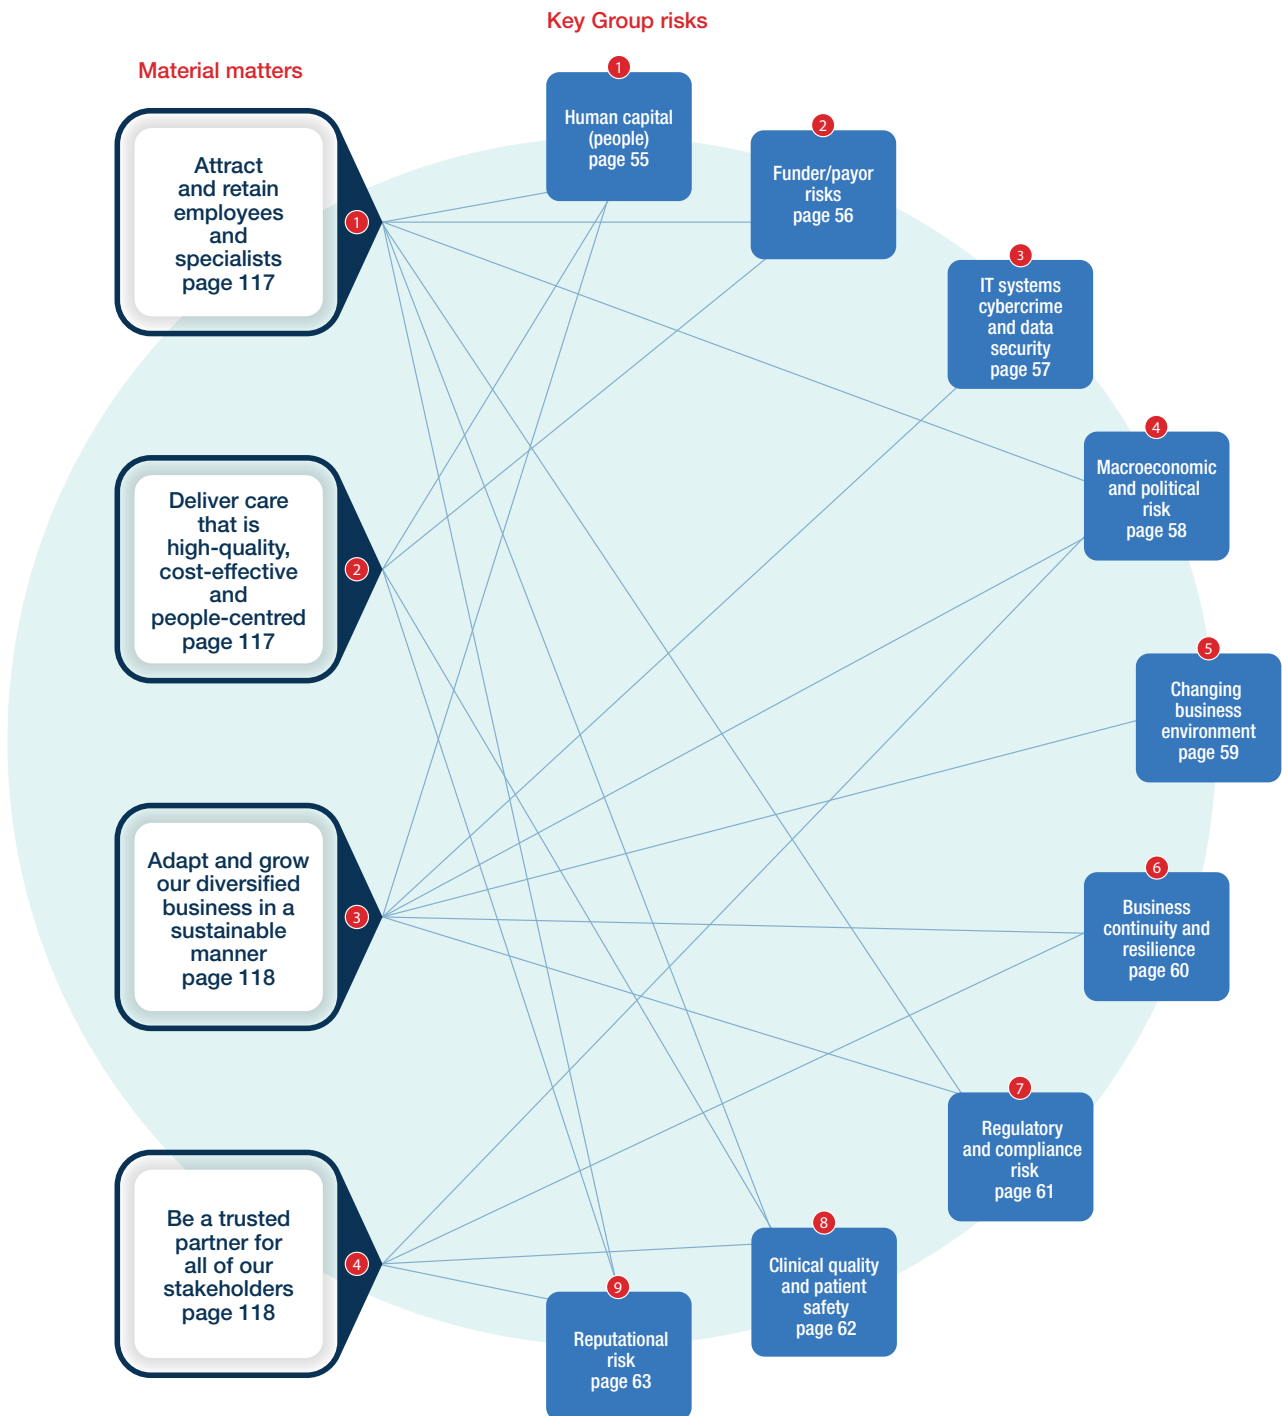 Key Group risks
Material matters
1
Attract
and retain
employees
and
specialists
page 117
2
Deliver care
that is
high-quality,
cost-effective
and
people-centred
page 117
3
Adapt and grow
our diversified
business in a
sustainable
manner
page 118
4
Be a trusted
partner for
all of our
stakeholders
page 118
1
Human capital
(people)
page 55
2
Funder/payor
risks
page 56
3
IT systems
cybercrime
and data
security
page 57
4
Macroeconomic
and political
risk
page 58
5
Changing
business
environment
page 59
6
Business
continuity and
resilience
page 60
7
Regulatory
and compliance
risk
page 61
8
Clinical quality
and patient
safety
page 62
9
Reputational
risk
page 63